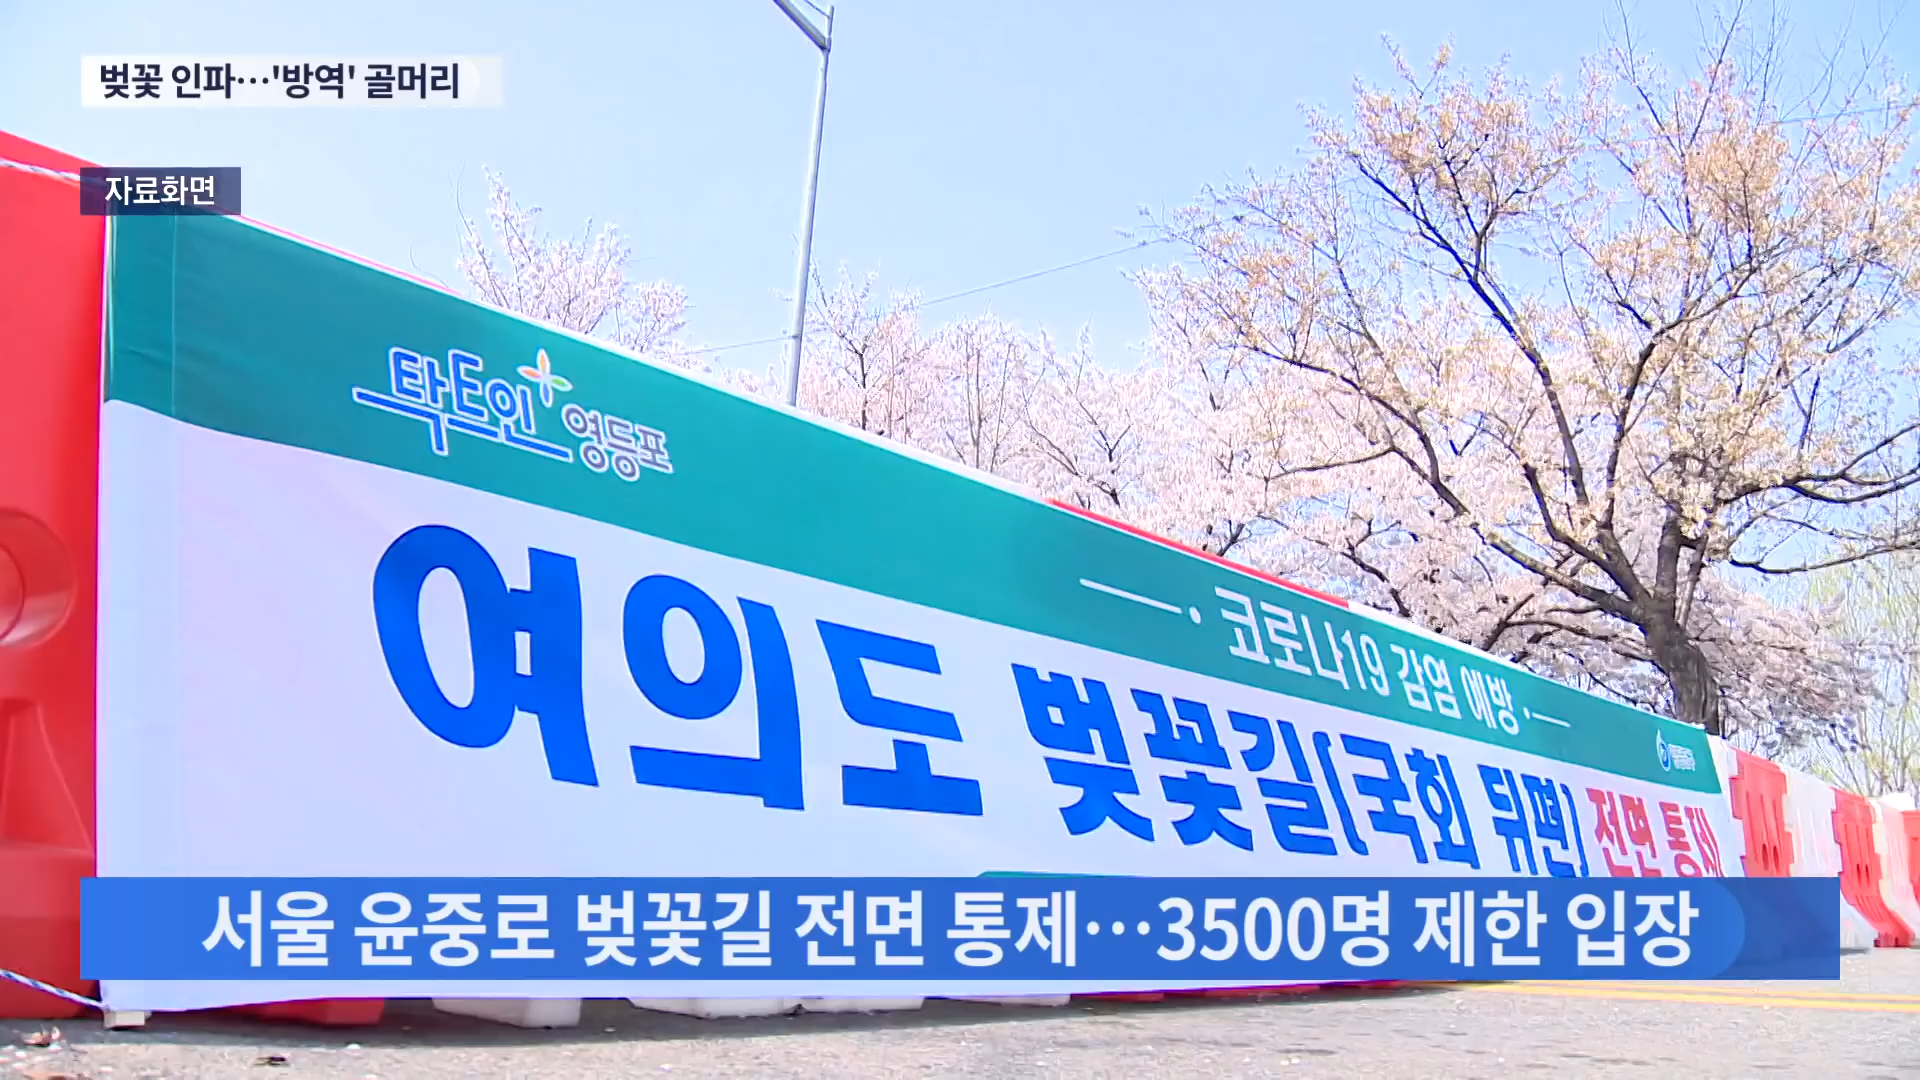 벚꽃 인파…'방역' 골머리
자료화면
탁트인 영등포
코로나19 감염 예방
여의도 벚꽃길(국회 뒤편) 전면 통제
서울 윤중로 벚꽃길 전면 통제…3500명 제한 입장